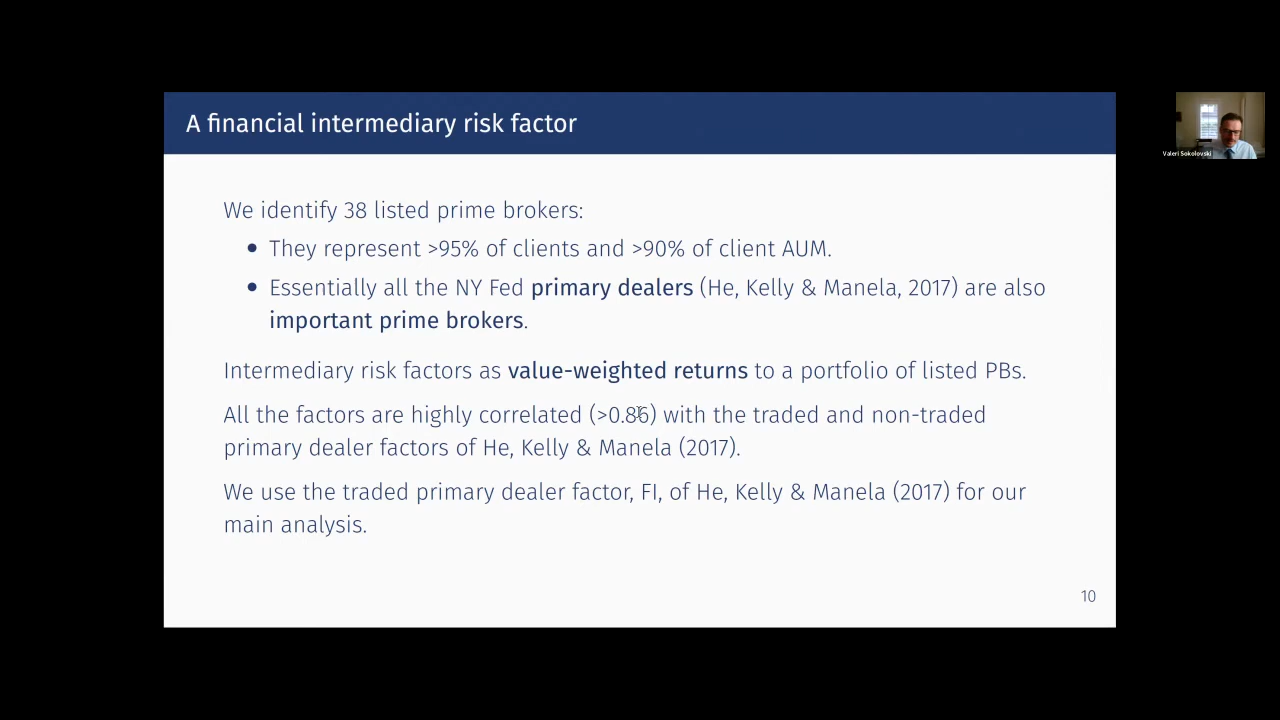 A financial intermediary risk factor
We identify 38 listed prime brokers:
• They represent >95% of clients and >90% of client AUM.
• Essentially all the NY Fed primary dealers (He, Kelly & Manela, 2017) are also
important prime brokers.
Intermediary risk factors as value-weighted returns to a portfolio of listed PBs.
All the factors are highly correlated (>0.86) with the traded and non-traded
primary dealer factors of He, Kelly & Manela (2017).
We use the traded primary dealer factor, FI, of He, Kelly & Manela (2017) for our
main analysis.
10
Valeri Sokolovski